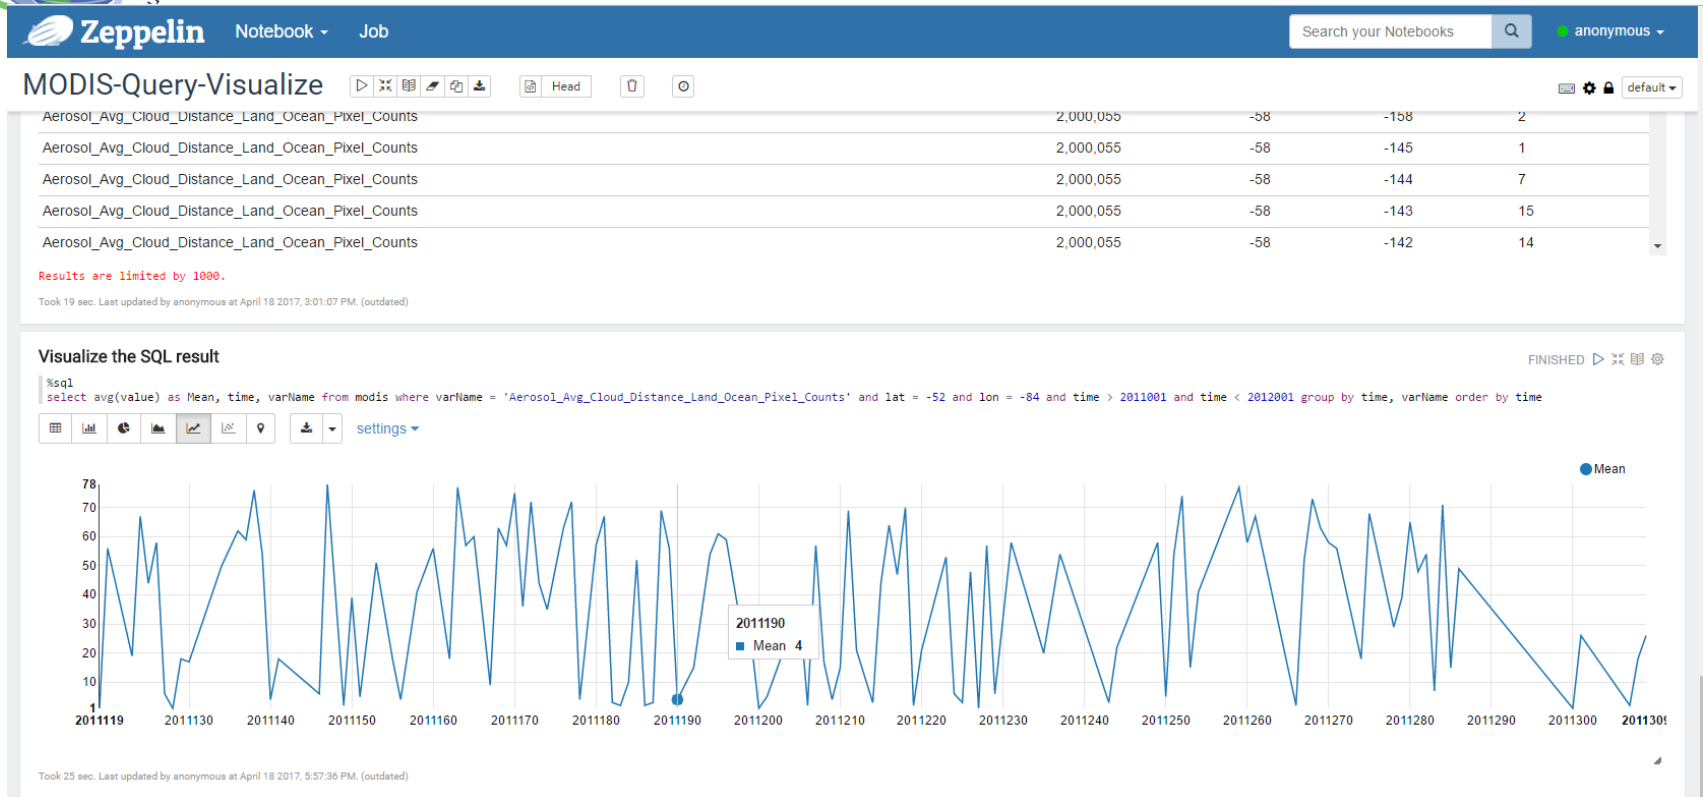 Zeppelin Notebook Job Search your Notebooks anonymous
MODIS-Query-Visualize Head default
Aerosol_Avg_Cloud_Distance_Land_Ocean_Pixel_Counts 2,000,055 -58 -158 2
Aerosol_Avg_Cloud_Distance_Land_Ocean_Pixel_Counts 2,000,055 -58 -145 1
Aerosol_Avg_Cloud_Distance_Land_Ocean_Pixel_Counts 2,000,055 -58 -144 7
Aerosol_Avg_Cloud_Distance_Land_Ocean_Pixel_Counts 2,000,055 -58 -143 15
Aerosol_Avg_Cloud_Distance_Land_Ocean_Pixel_Counts 2,000,055 -58 -142 14
Results are limited by 1000.
Took 19 sec. Last updated by anonymous at April 18 2017, 3:01:07 PM. (outdated)
Visualize the SQL result FINISHED
%sql
select avg(value) as Mean, time, varName from modis where varName = 'Aerosol_Avg_Cloud_Distance_Land_Ocean_Pixel_Counts' and lat = -52 and lon = -84 and time > 2011001 and time < 2012001 group by time, varName order by time
settings
Mean
78
70
60
50
40
30
20
10
1
2011190
Mean 4
2011119 2011130 2011140 2011150 2011160 2011170 2011180 2011190 2011200 2011210 2011220 2011230 2011240 2011250 2011260 2011270 2011280 2011290 2011300 2011309
Took 25 sec. Last updated by anonymous at April 18 2017, 5:57:36 PM. (outdated)